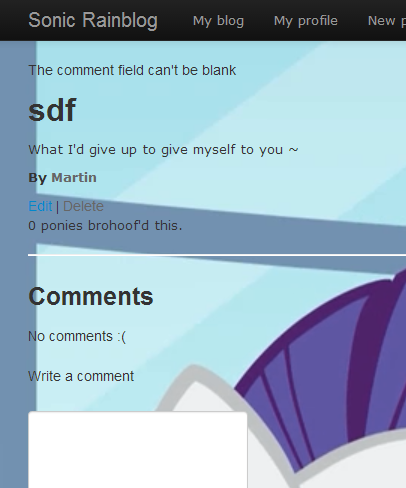 Sonic Rainblog My blog My profile New p
The comment field can't be blank
sdf
What I'd give up to give myself to you ~
By Martin
Edit | Delete
0 ponies brohoof'd this.
Comments
No comments :(
Write a comment